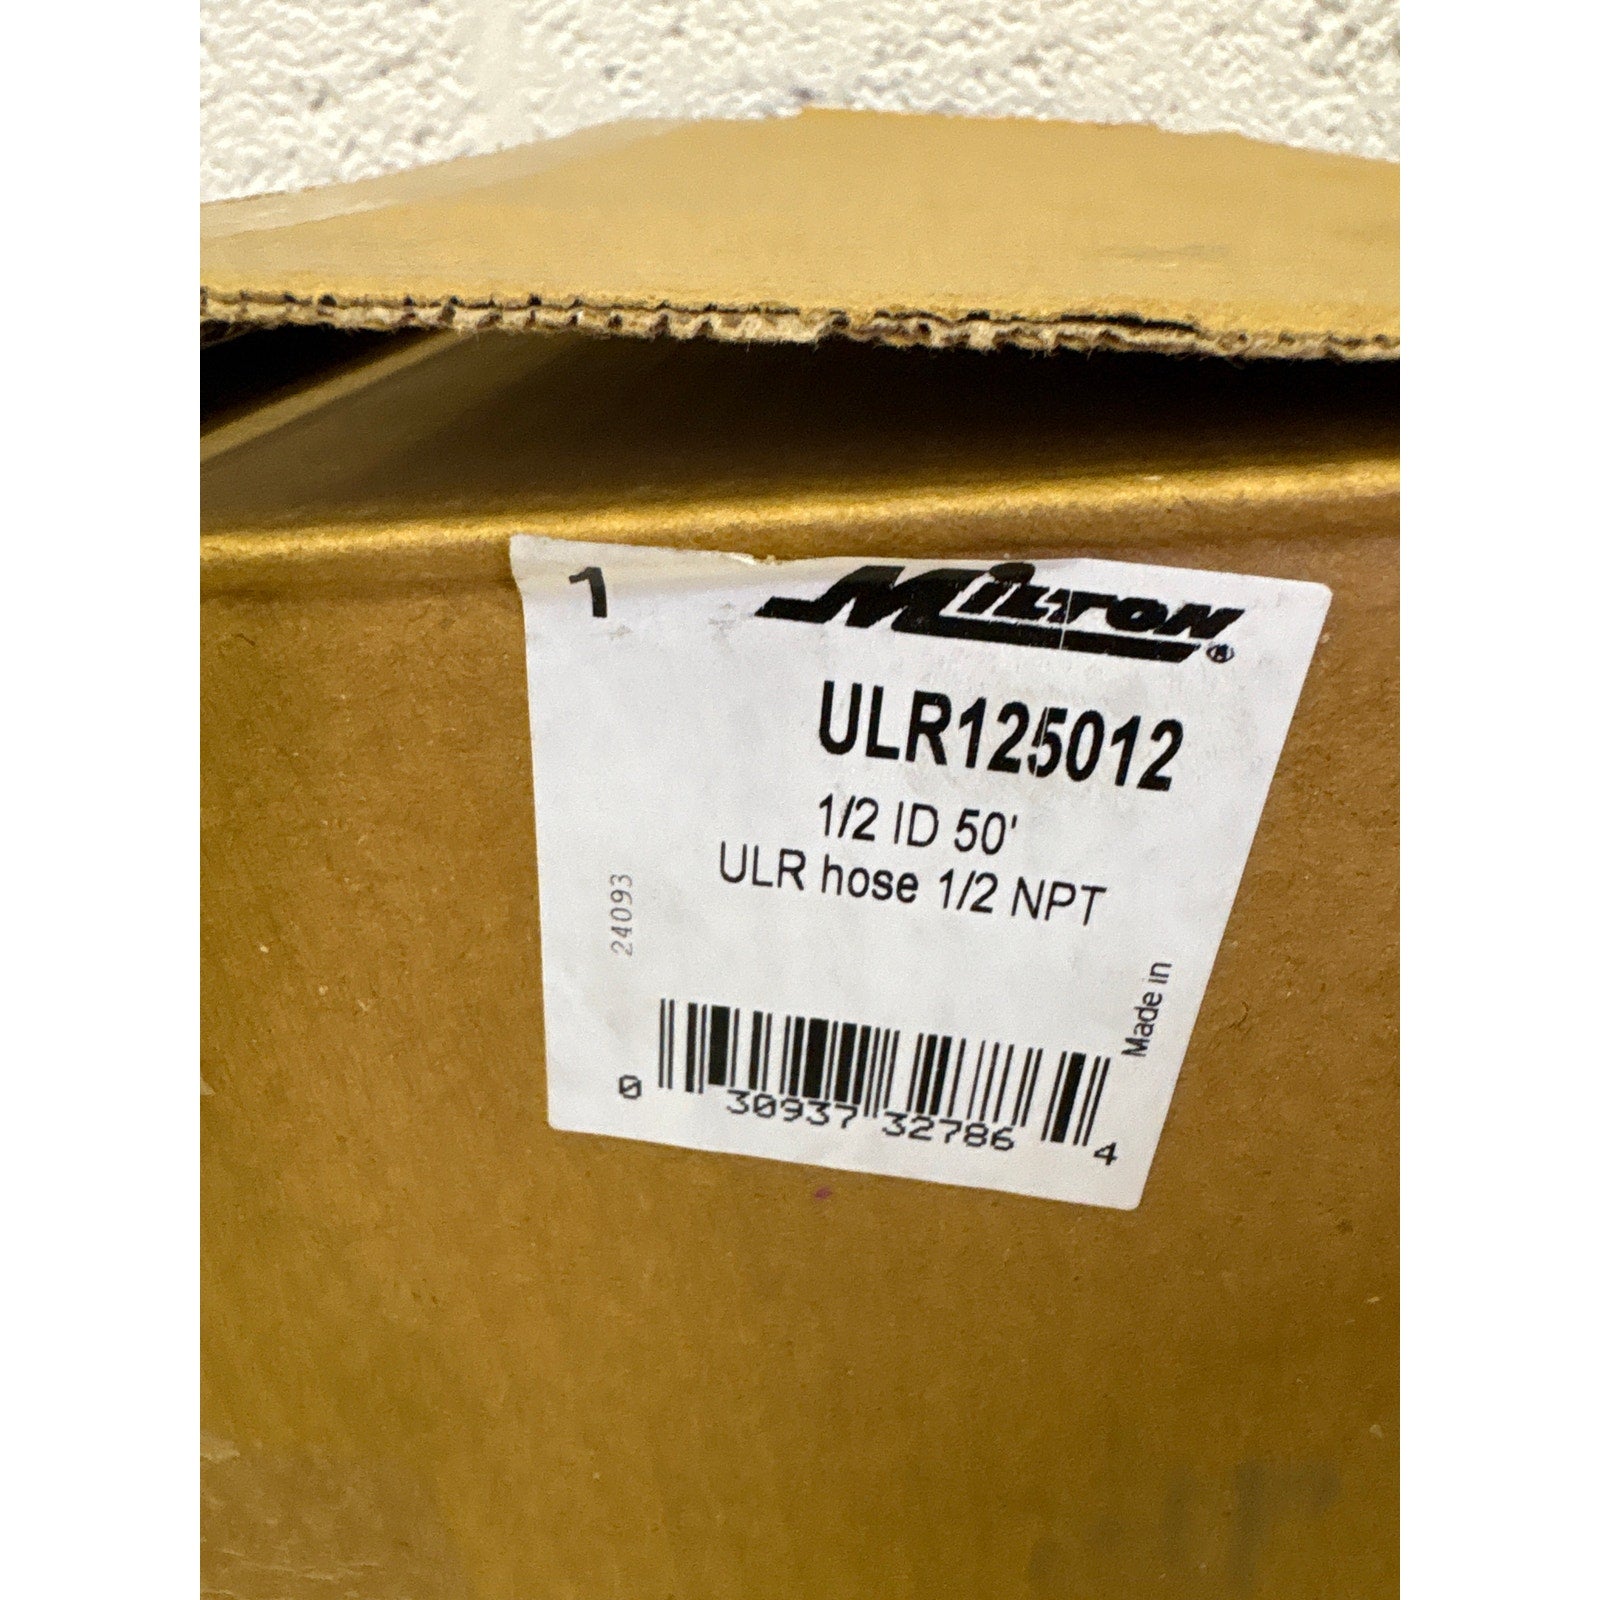 1
MILTON®
ULR125012
1/2 ID 50'
ULR hose 1/2 NPT
24093
Made in
0 30937 32786 4